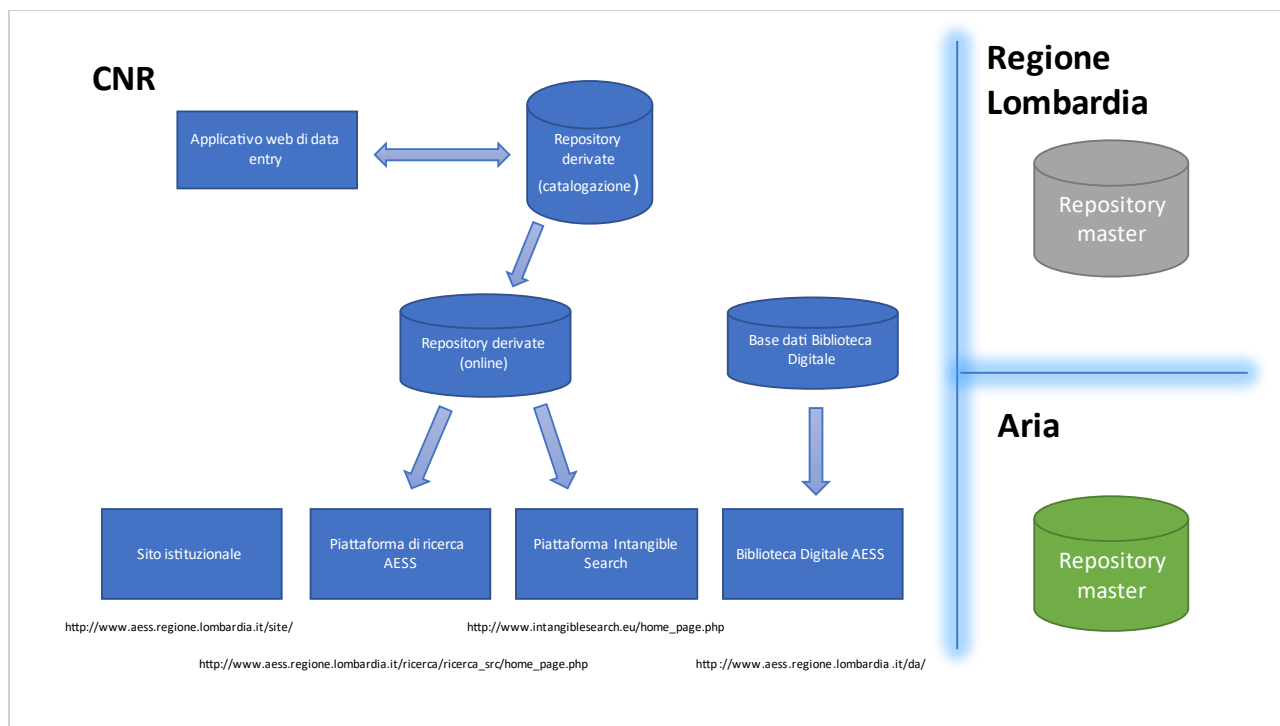 CNR
Applicativo web di data
entry
Repository
derivate
(catalogazione)
Repository derivate
(online)
Base dati Biblioteca
Digitale
Sito istituzionale
Piattaforma di ricerca
AESS
Piattaforma Intangible
Search
Biblioteca Digitale AESS
http://www.aess.regione.lombardia.it/site/
http://www.intangiblesearch.eu/home_page.php
http://www.aess.regione.lombardia.it/ricerca/ricerca_src/home_page.php
http://www.aess.regione.lombardia.it/da/
Regione
Lombardia
Repository
master
Aria
Repository
master